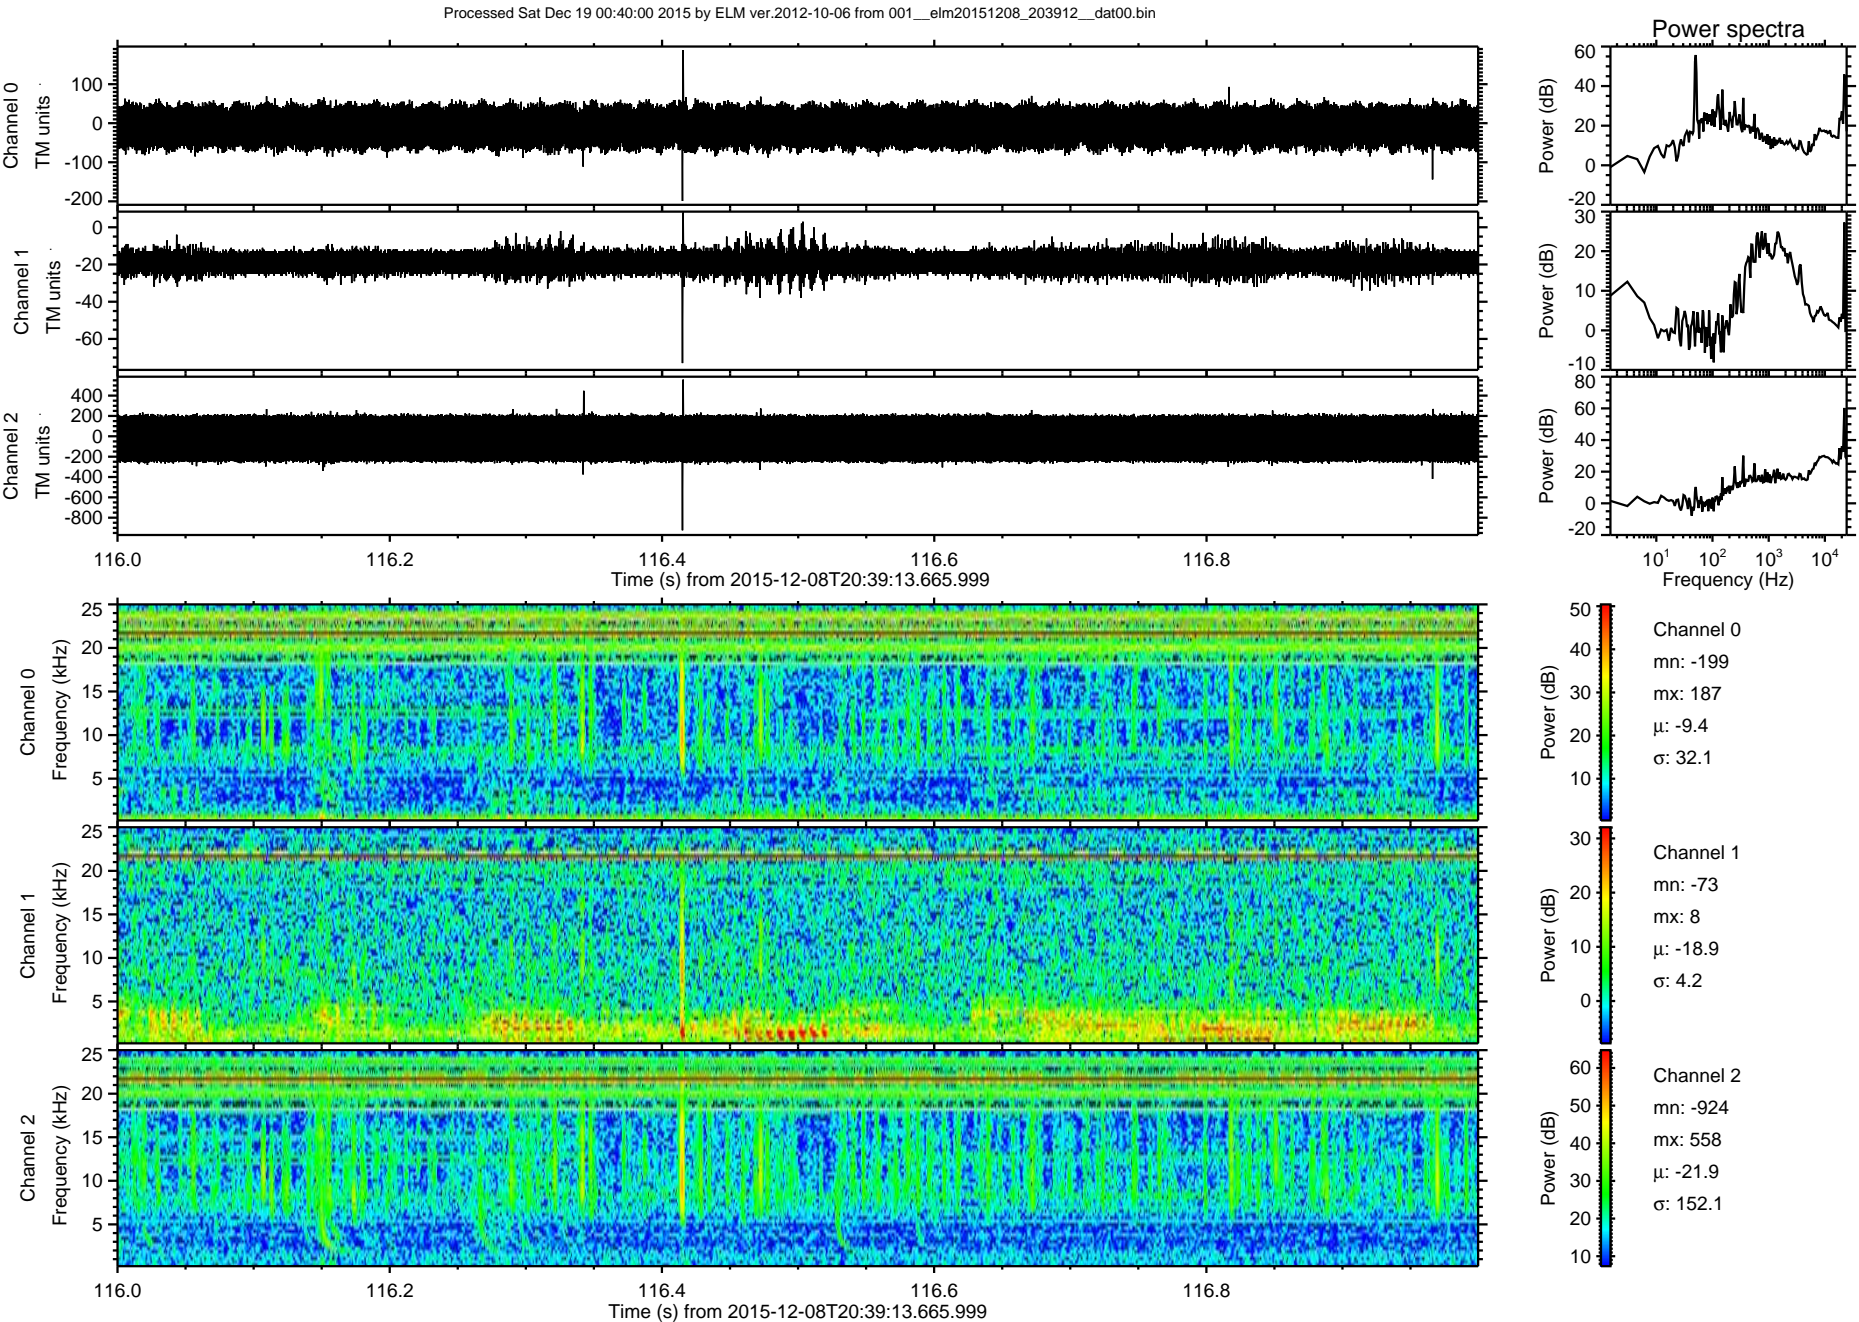 Processed Sat Dec 19 00:40:00 2015 by ELM ver.2012-10-06 from 001__elm20151208_203912__dat00.bin
Power spectra
Channel 0
TM units
100
0
-100
-200
Power (dB)
60
40
20
0
-20
Channel 1
TM units
0
-20
-40
-60
Power (dB)
30
20
10
0
-10
Channel 2
TM units
400
200
0
-200
-400
-600
-800
Power (dB)
80
60
40
20
0
-20
116.0 116.2 116.4 116.6 116.8
Time (s) from 2015-12-08T20:39:13.665.999
10¹ 10² 10³ 10⁴
Frequency (Hz)
Channel 0
Frequency (kHz)
25
20
15
10
5
Power (dB)
50
40
30
20
10
Channel 0
mn: -199
mx: 187
μ: -9.4
σ: 32.1
Channel 1
Frequency (kHz)
25
20
15
10
5
Power (dB)
30
20
10
0
Channel 1
mn: -73
mx: 8
μ: -18.9
σ: 4.2
Channel 2
Frequency (kHz)
25
20
15
10
5
Power (dB)
60
50
40
30
20
10
Channel 2
mn: -924
mx: 558
μ: -21.9
σ: 152.1
116.0 116.2 116.4 116.6 116.8
Time (s) from 2015-12-08T20:39:13.665.999